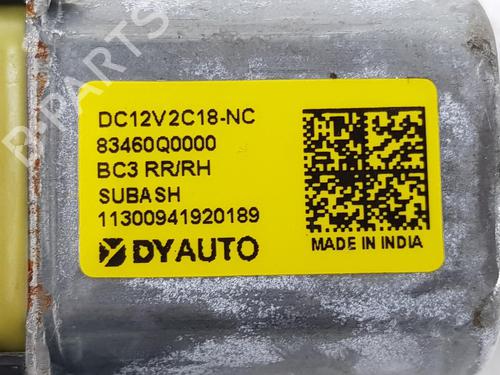 DC12V2C18-NC
83460Q0000
BC3 RR/RH
SUBASH
11300941920189
DYAUTO
MADE IN INDIA
B-PARTS